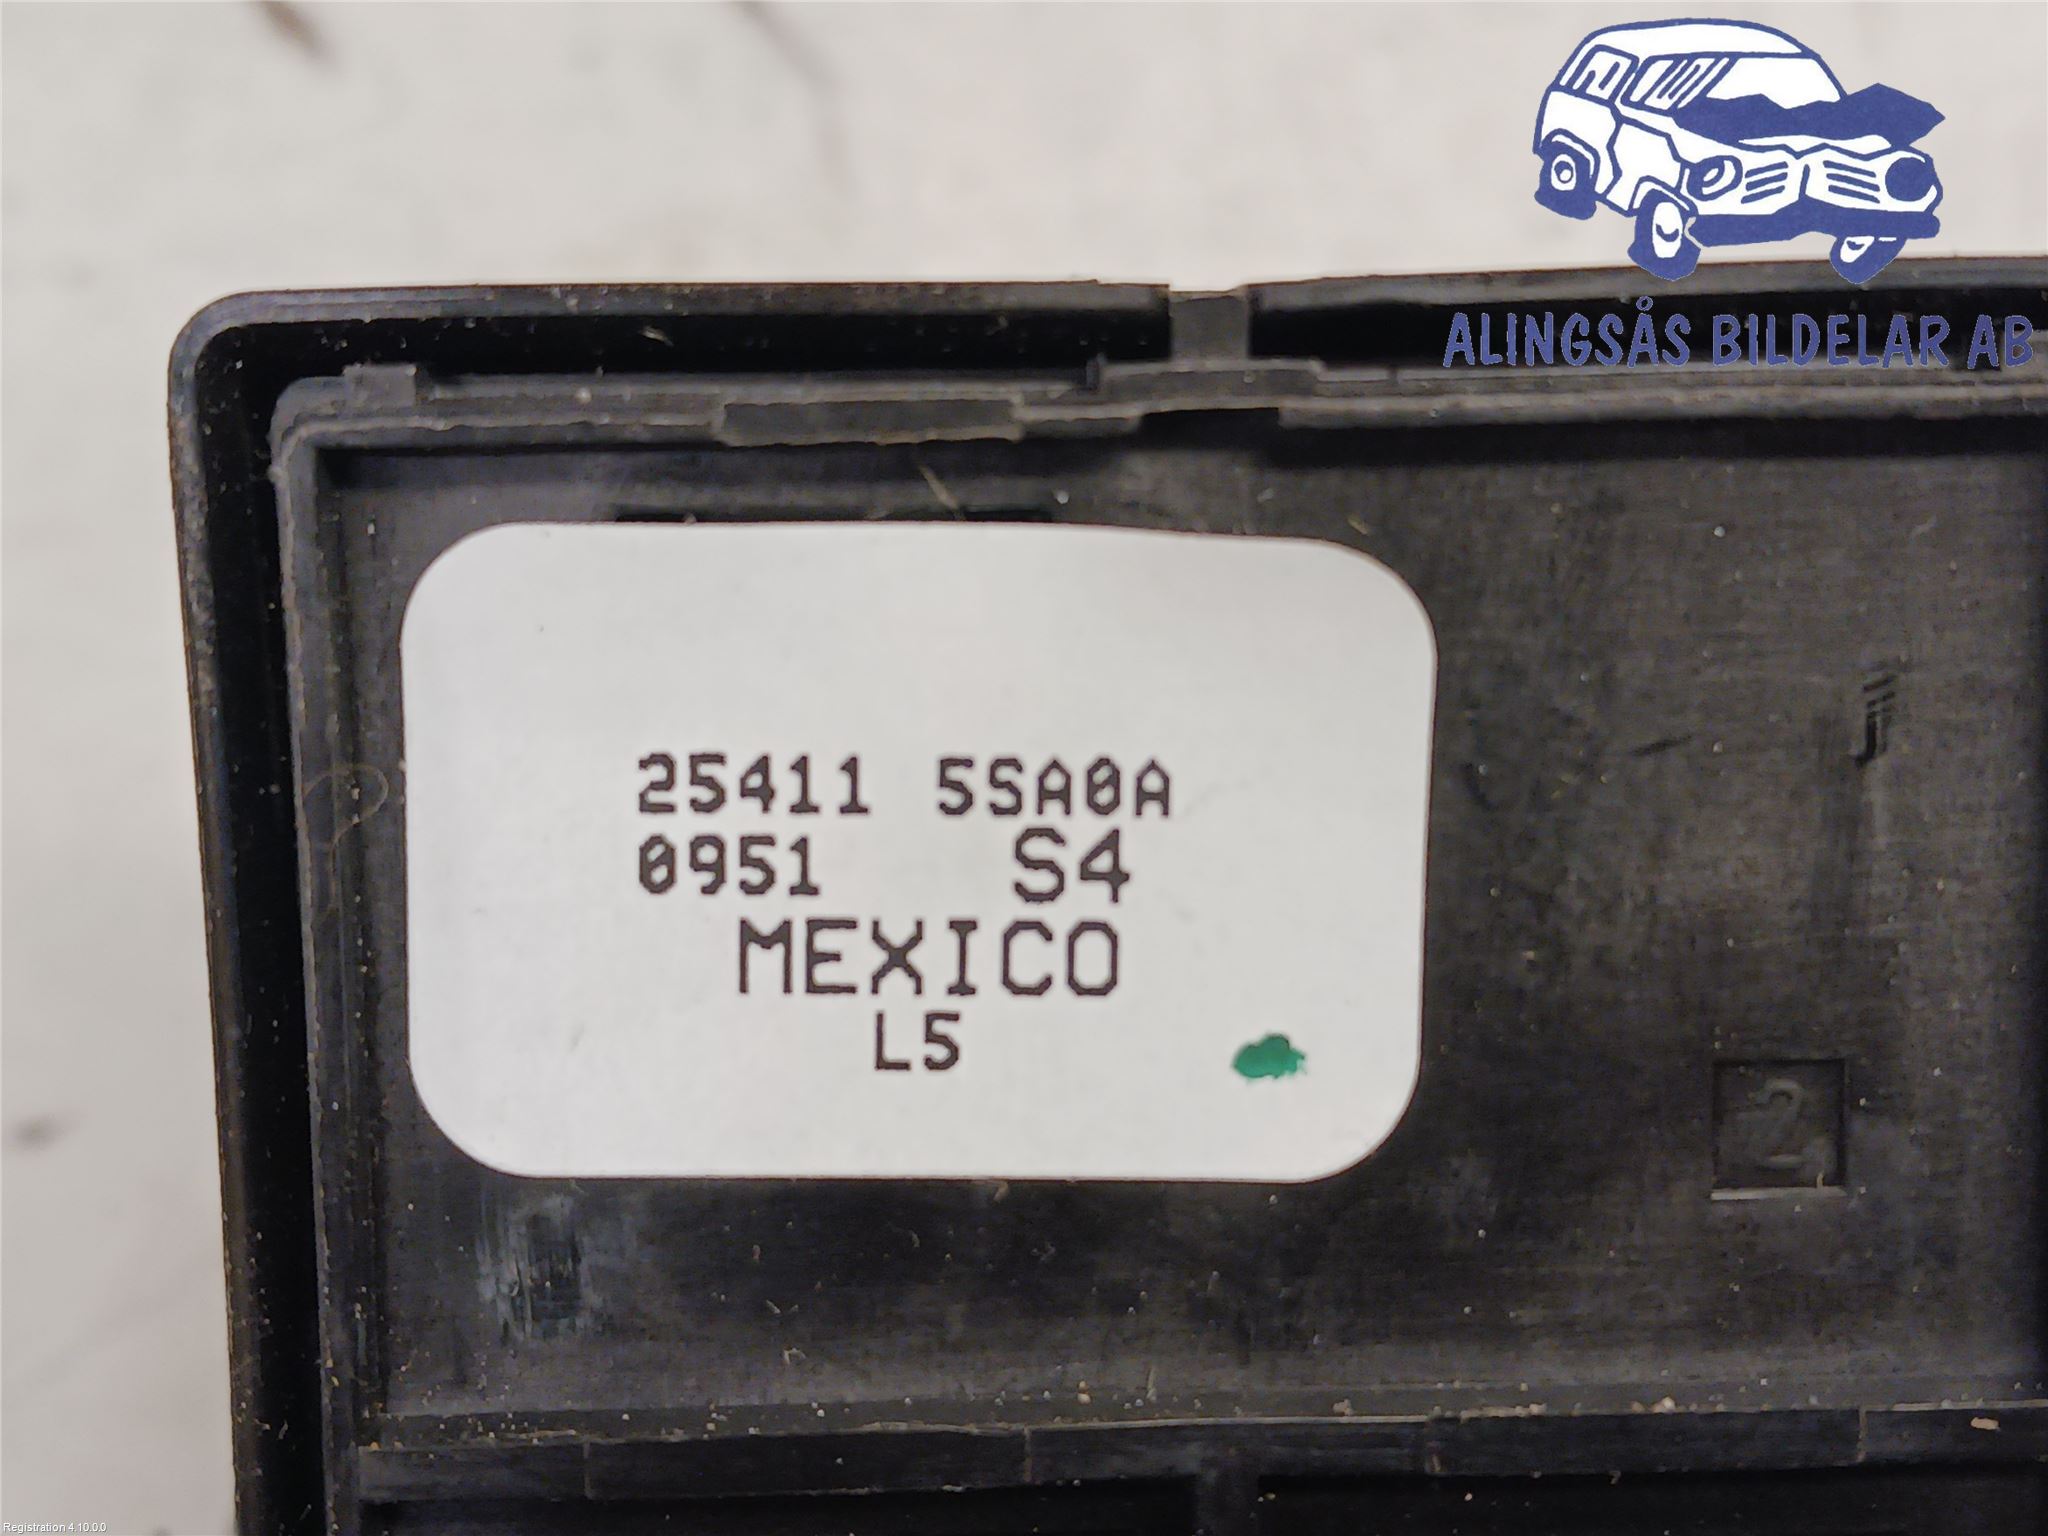 ALINGSÅS BILDELAR AB
25411 5SA0A
0951 S4
MEXICO
L5
2
Registration 4.10.0.0